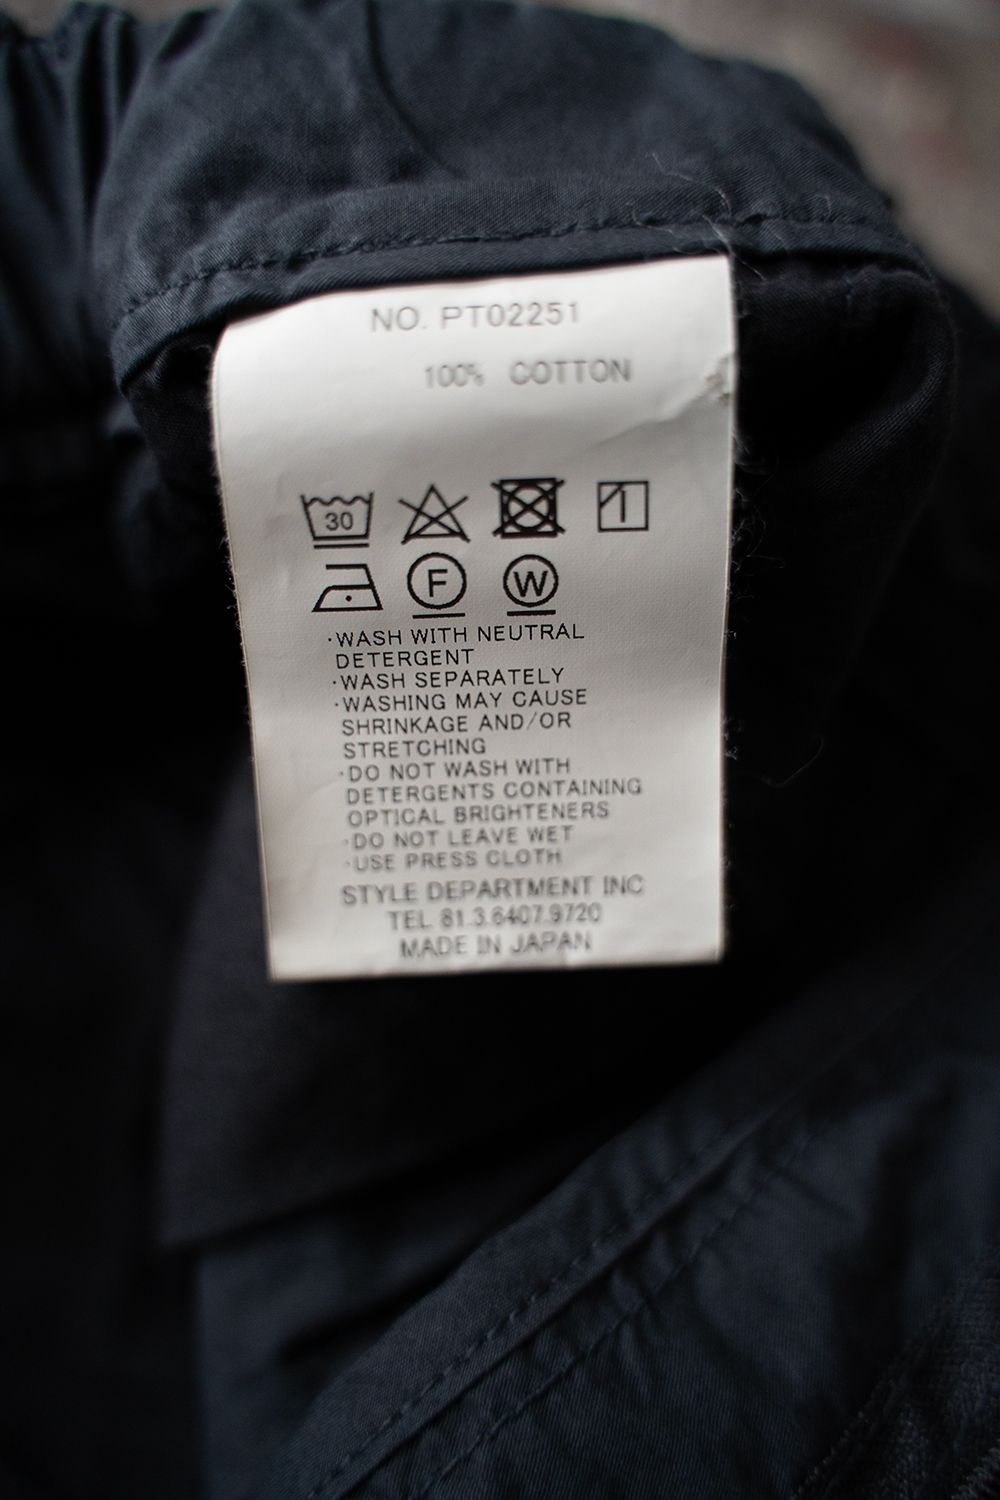 NO. PT02251
100% COTTON
30
F W
·WASH WITH NEUTRAL
DETERGENT
·WASH SEPARATELY
·WASHING MAY CAUSE
SHRINKAGE AND/OR
STRETCHING
·DO NOT WASH WITH
DETERGENTS CONTAINING
OPTICAL BRIGHTENERS
·DO NOT LEAVE WET
·USE PRESS CLOTH
STYLE DEPARTMENT INC
TEL 81.3.6407.9720
MADE IN JAPAN